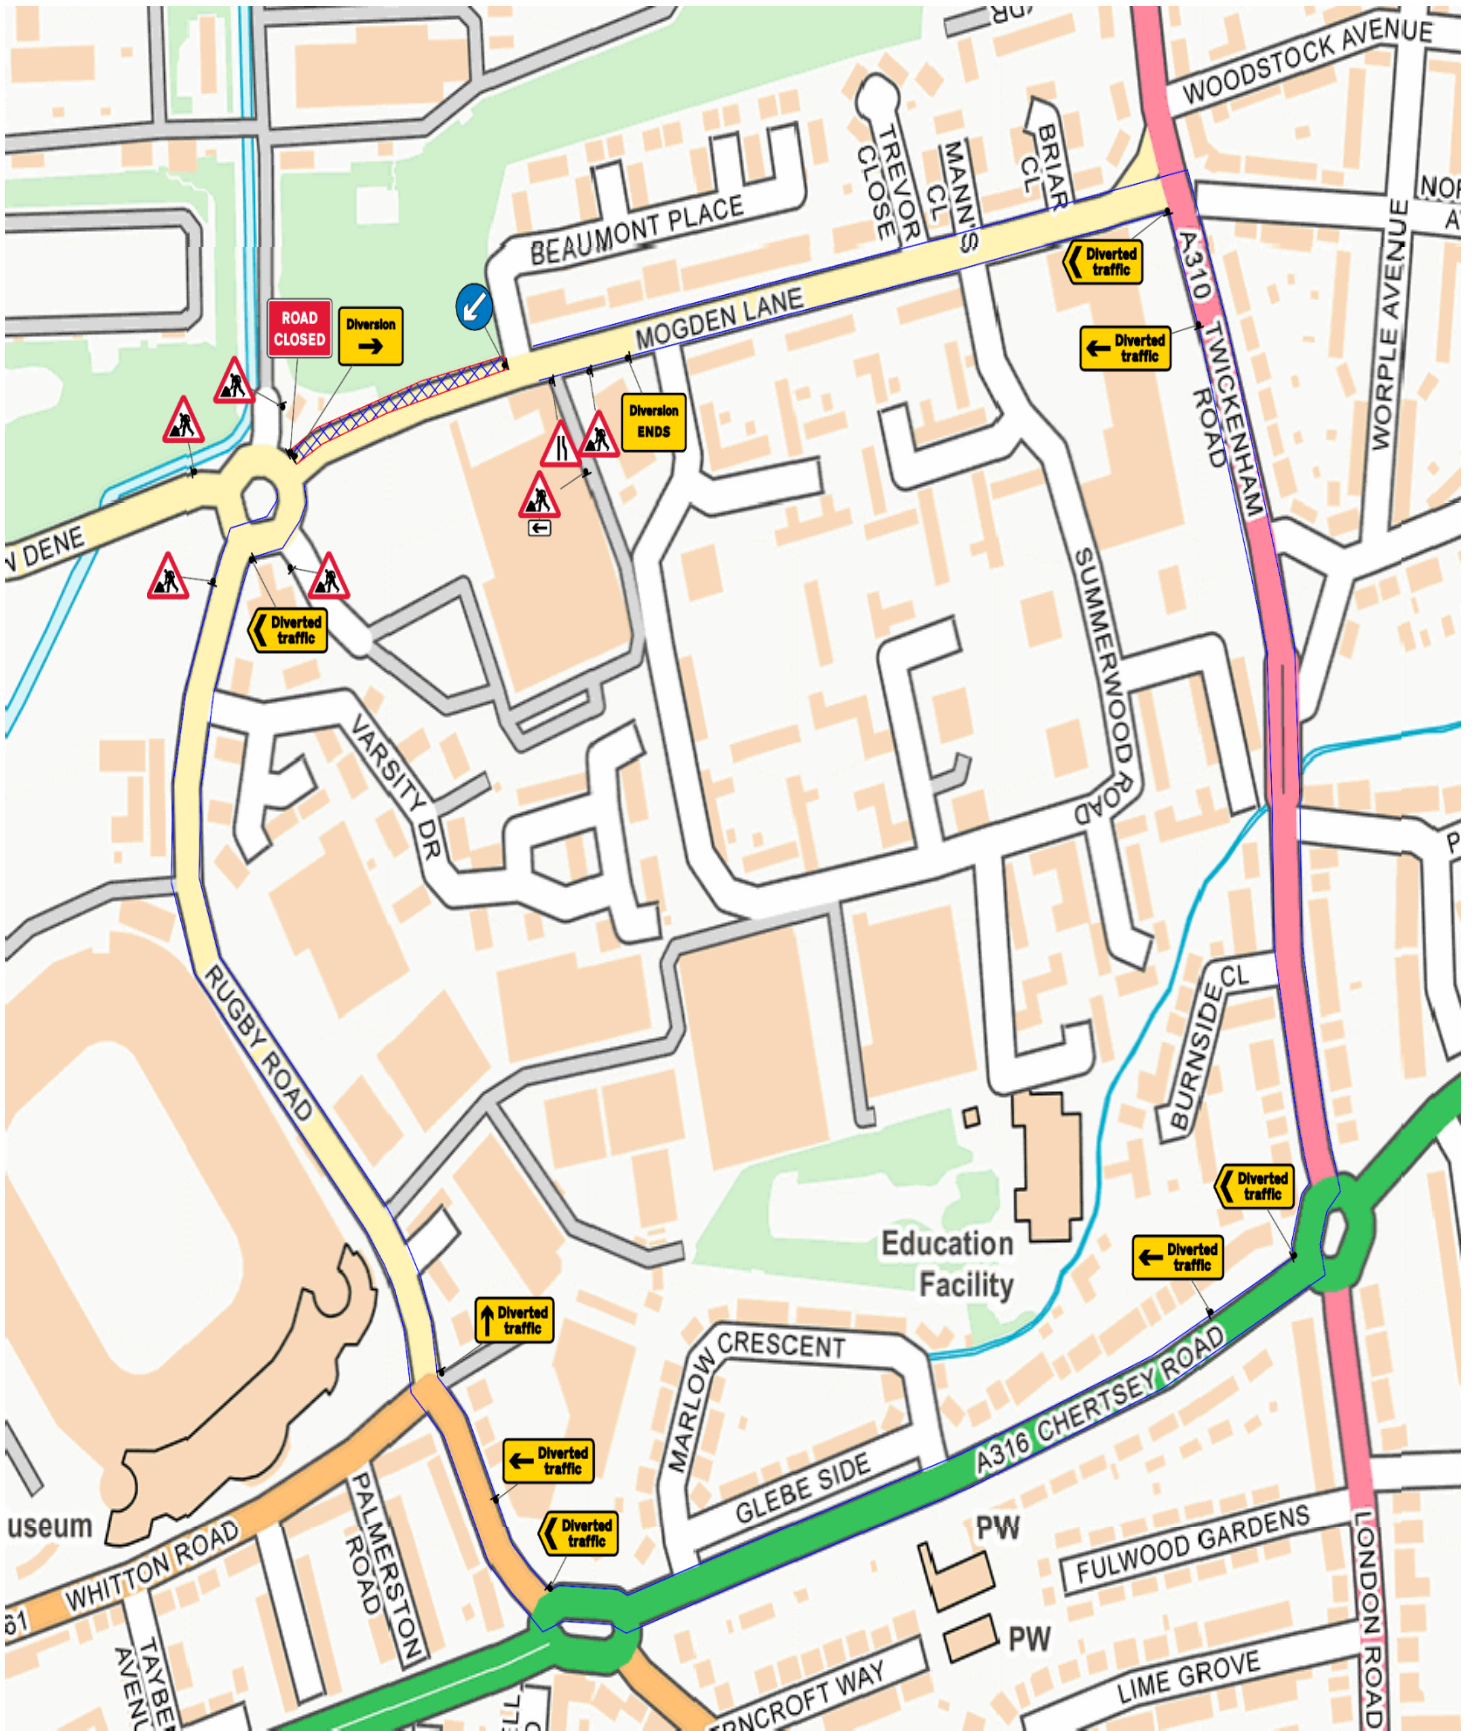 WOODSTOCK AVENUE
TREVOR
CLOSE
MANN'S
CL
BRIAR
CL
BEAUMONT PLACE
WORPLE AVENUE
MOGDEN LANE
Diverted
traffic
A310
TWICKENHAM
ROAD
ROAD
CLOSED
Diversion
Diverted
traffic
Diversion
ENDS
DENE
Diverted
traffic
SUMMERWOOD ROAD
VARSITY DR
RUGBY ROAD
BURNSIDE CL
Education
Facility
Diverted
traffic
Diverted
traffic
Diverted
traffic
MARLOW CRESCENT
A316 CHERTSEY ROAD
GLEBE SIDE
Diverted
traffic
Diverted
traffic
useum
WHITTON ROAD
61
PALMERSTON
ROAD
PW
PW
FULWOOD GARDENS
LONDON ROAD
LIME GROVE
RNCROFT WAY